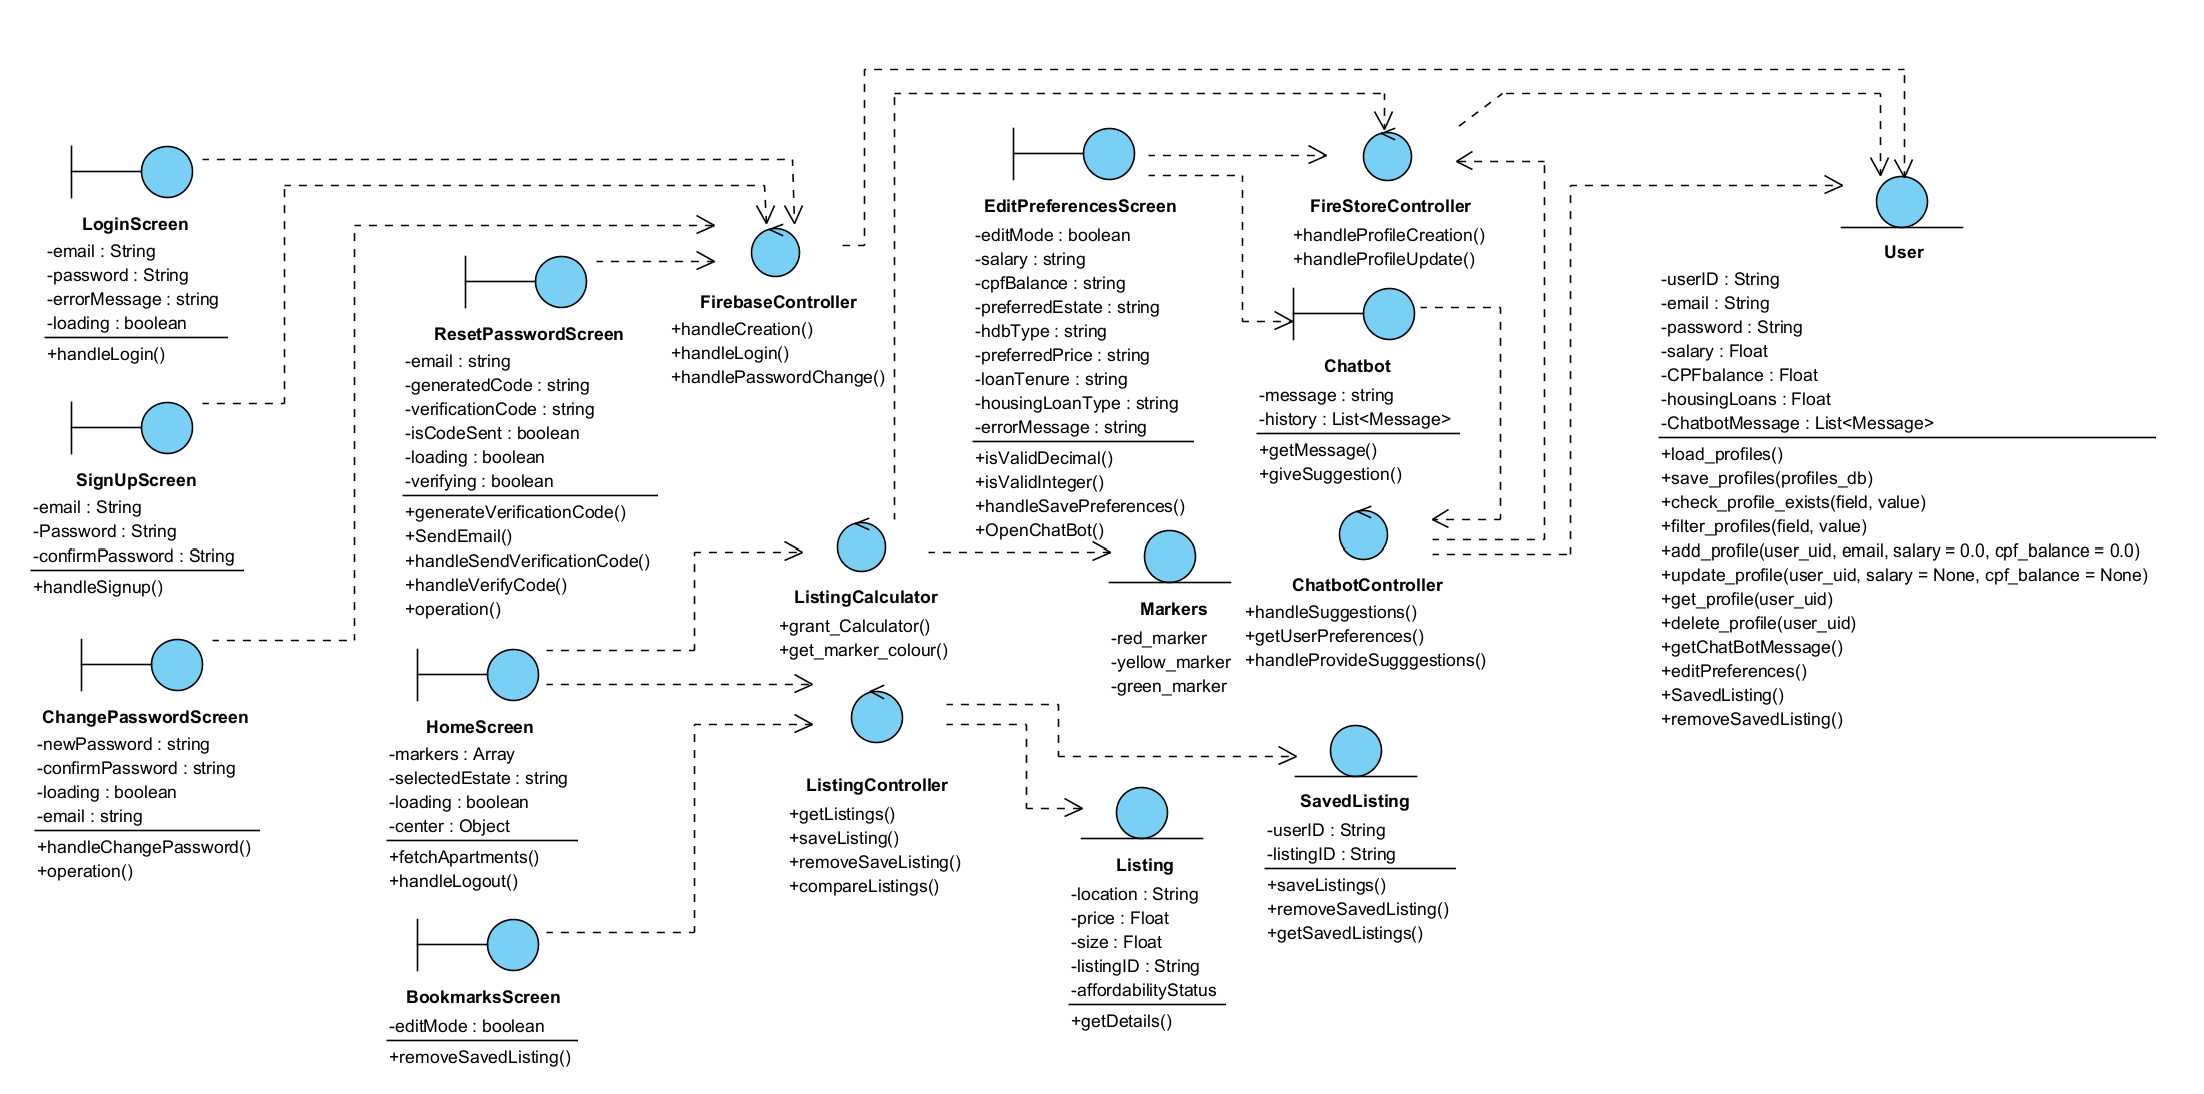 LoginScreen
-email : String
-password : String
-errorMessage : string
-loading : boolean
+handleLogin()
SignUpScreen
-email : String
-Password : String
-confirmPassword : String
+handleSignup()
ChangePasswordScreen
-newPassword : string
-confirmPassword : string
-loading : boolean
-email : string
+handleChangePassword()
+operation()
ResetPasswordScreen
-email : string
-generatedCode : string
-verificationCode : string
-isCodeSent : boolean
-loading : boolean
-verifying : boolean
+generateVerificationCode()
+SendEmail()
+handleSendVerificationCode()
+handleVerifyCode()
+operation()
HomeScreen
-markers : Array
-selectedEstate : string
-loading : boolean
-center : Object
+fetchApartments()
+handleLogout()
BookmarksScreen
-editMode : boolean
+removeSavedListing()
FirebaseController
+handleCreation()
+handleLogin()
+handlePasswordChange()
ListingCalculator
+grant_Calculator()
+get_marker_colour()
ListingController
+getListings()
+saveListing()
+removeSaveListing()
+compareListings()
EditPreferencesScreen
-editMode : boolean
-salary : string
-cpfBalance : string
-preferredEstate : string
-hdbType : string
-preferredPrice : string
-loanTenure : string
-housingLoanType : string
-errorMessage : string
+isValidDecimal()
+isValidInteger()
+handleSavePreferences()
+OpenChatBot()
Markers
-red_marker
-yellow_marker
-green_marker
Listing
-location : String
-price : Float
-size : Float
-listingID : String
-affordabilityStatus
+getDetails()
FireStoreController
+handleProfileCreation()
+handleProfileUpdate()
Chatbot
-message : string
-history : List<Message>
+getMessage()
+giveSuggestion()
ChatbotController
+handleSuggestions()
+getUserPreferences()
+handleProvideSugggestions()
SavedListing
-userID : String
-listingID : String
+saveListings()
+removeSavedListing()
+getSavedListings()
User
-userID : String
-email : String
-password : String
-salary : Float
-CPFbalance : Float
-housingLoans : Float
-ChatbotMessage : List<Message>
+load_profiles()
+save_profiles(profiles_db)
+check_profile_exists(field, value)
+filter_profiles(field, value)
+add_profile(user_uid, email, salary = 0.0, cpf_balance = 0.0)
+update_profile(user_uid, salary = None, cpf_balance = None)
+get_profile(user_uid)
+delete_profile(user_uid)
+getChatBotMessage()
+editPreferences()
+SavedListing()
+removeSavedListing()